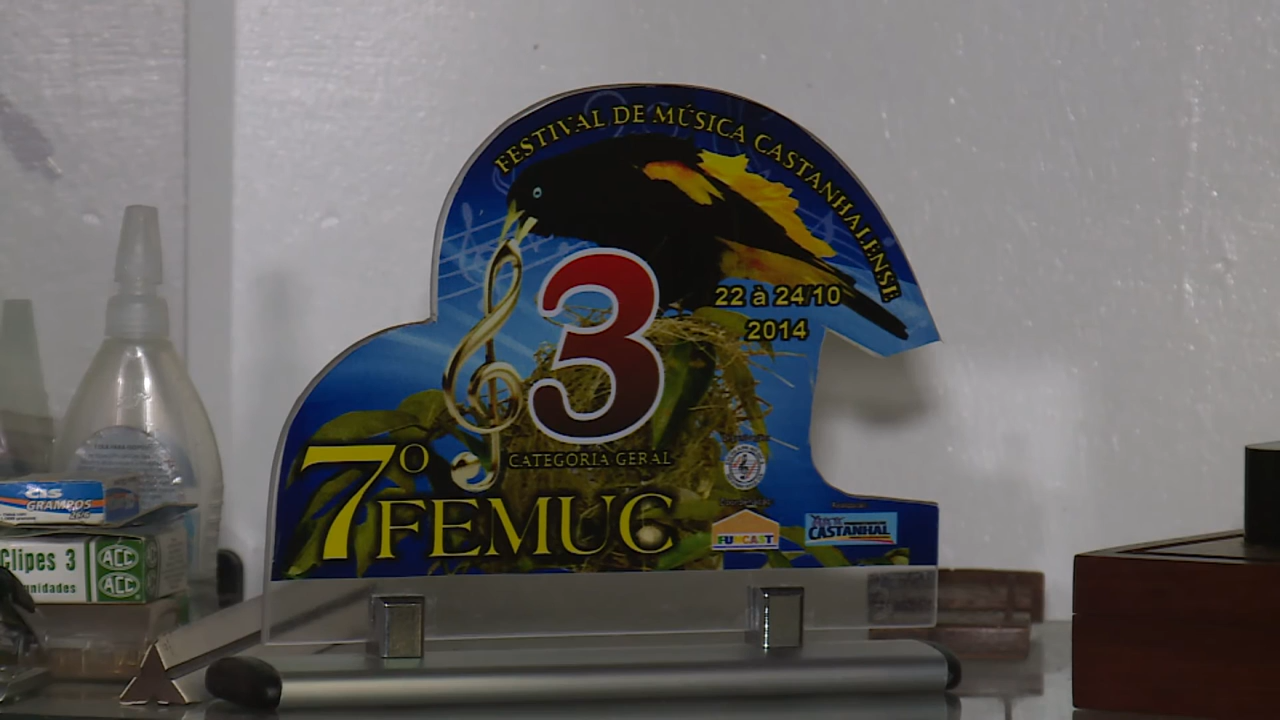 FESTIVAL DE MÚSICA CASTANHALENSE
3
22 à 24/10
2014
CATEGORIA GERAL
7º FEMUC
FUNCAST
CASTANHAL
cis
GRAMPOS
Clipes 3
unidades
ACC
ACC